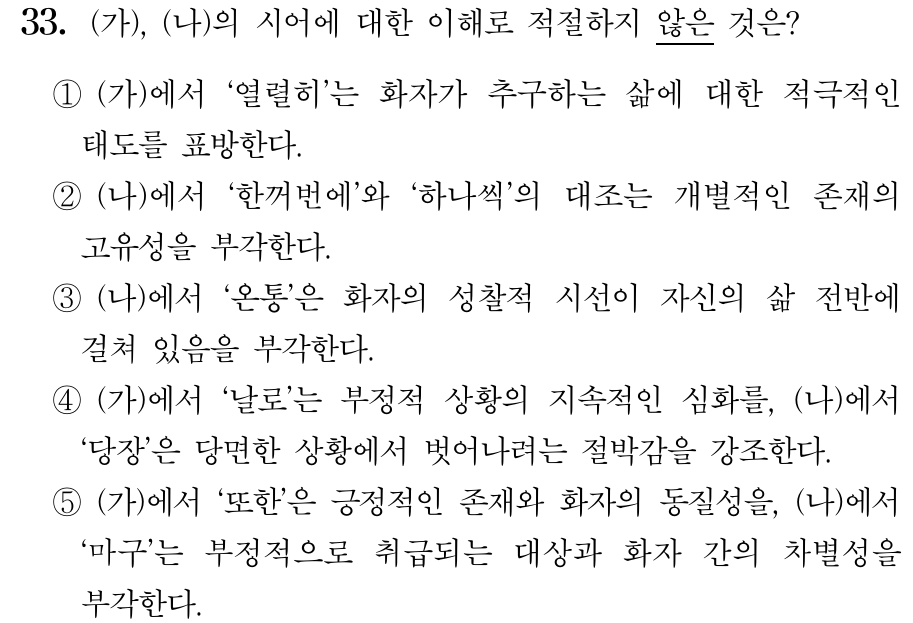 33. (가), (나)의 시어에 대한 이해로 적절하지 않은 것은?
① (가)에서 ‘열렬히’는 화자가 추구하는 삶에 대한 적극적인
태도를 표방한다.
② (나)에서 ‘한꺼번에’와 ‘하나씩’의 대조는 개별적인 존재의
고유성을 부각한다.
③ (나)에서 ‘온통’은 화자의 성찰적 시선이 자신의 삶 전반에
걸쳐 있음을 부각한다.
④ (가)에서 ‘날로’는 부정적 상황의 지속적인 심화를, (나)에서
‘당장’은 당면한 상황에서 벗어나려는 절박감을 강조한다.
⑤ (가)에서 ‘또한’은 긍정적인 존재와 화자의 동질성을, (나)에서
‘마구’는 부정적으로 취급되는 대상과 화자 간의 차별성을
부각한다.